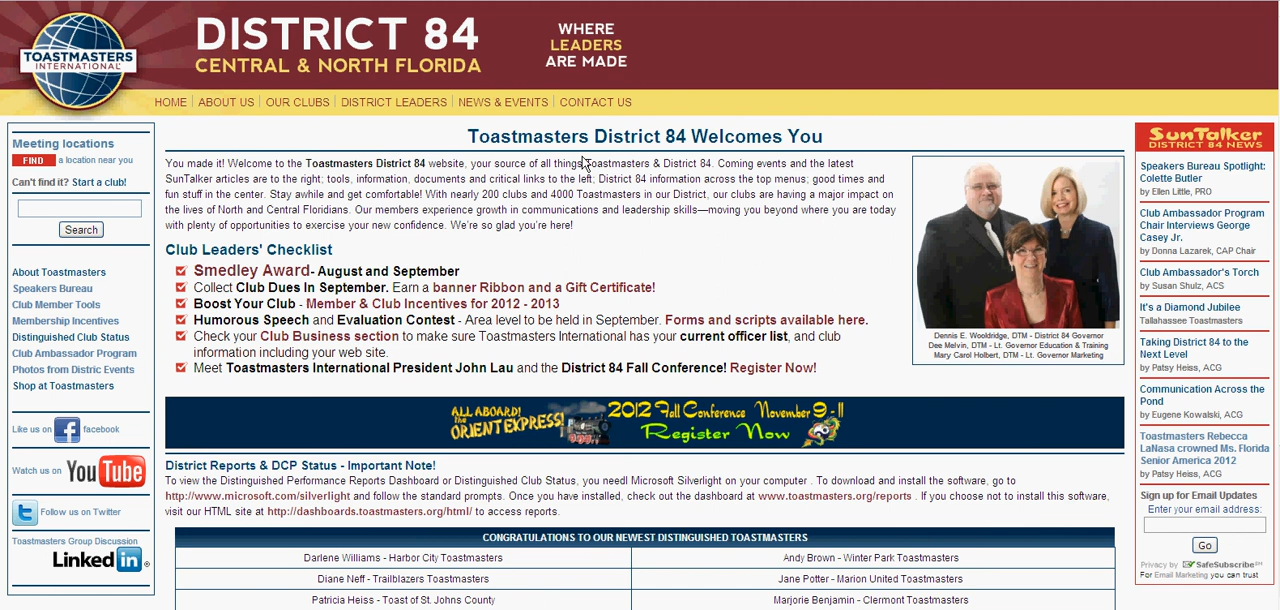 TOASTMASTERS
INTERNATIONAL
DISTRICT 84
CENTRAL & NORTH FLORIDA
WHERE
LEADERS
ARE MADE
HOME | ABOUT US | OUR CLUBS | DISTRICT LEADERS | NEWS & EVENTS | CONTACT US
Meeting locations
FIND a location near you
Can't find it? Start a club!
Search
About Toastmasters
Speakers Bureau
Club Member Tools
Membership Incentives
Distinguished Club Status
Club Ambassador Program
Photos from Distric Events
Shop at Toastmasters
Like us on f facebook
Watch us on YouTube
Follow us on Twitter
Toastmasters Group Discussion
Linked in
Toastmasters District 84 Welcomes You
You made it! Welcome to the Toastmasters District 84 website, your source of all things Toastmasters & District 84. Coming events and the latest
SunTalker articles are to the right; tools, information, documents and critical links to the left; District 84 information across the top menus; good times and
fun stuff in the center. Stay awhile and get comfortable! With nearly 200 clubs and 4000 Toastmasters in our District, our clubs are having a major impact on
the lives of North and Central Floridians. Our members experience growth in communications and leadership skills—moving you beyond where you are today
with plenty of opportunities to exercise your new confidence. We're so glad you're here!
Club Leaders' Checklist
Smedley Award- August and September
Collect Club Dues In September. Earn a banner Ribbon and a Gift Certificate!
Boost Your Club - Member & Club Incentives for 2012 - 2013
Humorous Speech and Evaluation Contest - Area level to be held in September. Forms and scripts available here.
Check your Club Business section to make sure Toastmasters International has your current officer list, and club
information including your web site.
Meet Toastmasters International President John Lau and the District 84 Fall Conference! Register Now!
Dennis E. Wooldridge, DTM - District 84 Governor
Dee Melvin, DTM - Lt. Governor Education & Training
Mary Carol Holbert, DTM - Lt. Governor Marketing
ALL ABOARD!
the ORIENT EXPRESS!
2012 Fall Conference November 9 - 11
Register Now
District Reports & DCP Status - Important Note!
To view the Distinguished Performance Reports Dashboard or Distinguished Club Status, you needl Microsoft Silverlight on your computer . To download and install the software, go to
http://www.microsoft.com/silverlight and follow the standard prompts. Once you have installed, check out the dashboard at www.toastmasters.org/reports . If you choose not to install this software,
visit our HTML site at http://dashboards.toastmasters.org/html/ to access reports.
CONGRATULATIONS TO OUR NEWEST DISTINGUISHED TOASTMASTERS
Darlene Williams - Harbor City Toastmasters
Andy Brown - Winter Park Toastmasters
Diane Neff - Trailblazers Toastmasters
Jane Potter - Marion United Toastmasters
Patricia Heiss - Toast of St. Johns County
Marjorie Benjamin - Clermont Toastmasters
SunTalker
DISTRICT 84 NEWS
Speakers Bureau Spotlight:
Colette Butler
by Ellen Little, PRO
Club Ambassador Program
Chair Interviews George
Casey Jr.
by Donna Lazarek, CAP Chair
Club Ambassador's Torch
by Susan Shulz, ACS
It's a Diamond Jubilee
Tallahassee Toastmasters
Taking District 84 to the
Next Level
by Patsy Heiss, ACG
Communication Across the
Pond
by Eugene Kowalski, ACG
Toastmasters Rebecca
LaNasa crowned Ms. Florida
Senior America 2012
by Patsy Heiss, ACG
Sign up for Email Updates
Enter your email address:
Go
Privacy by SafeSubscribe℠
For Email Marketing you can trust